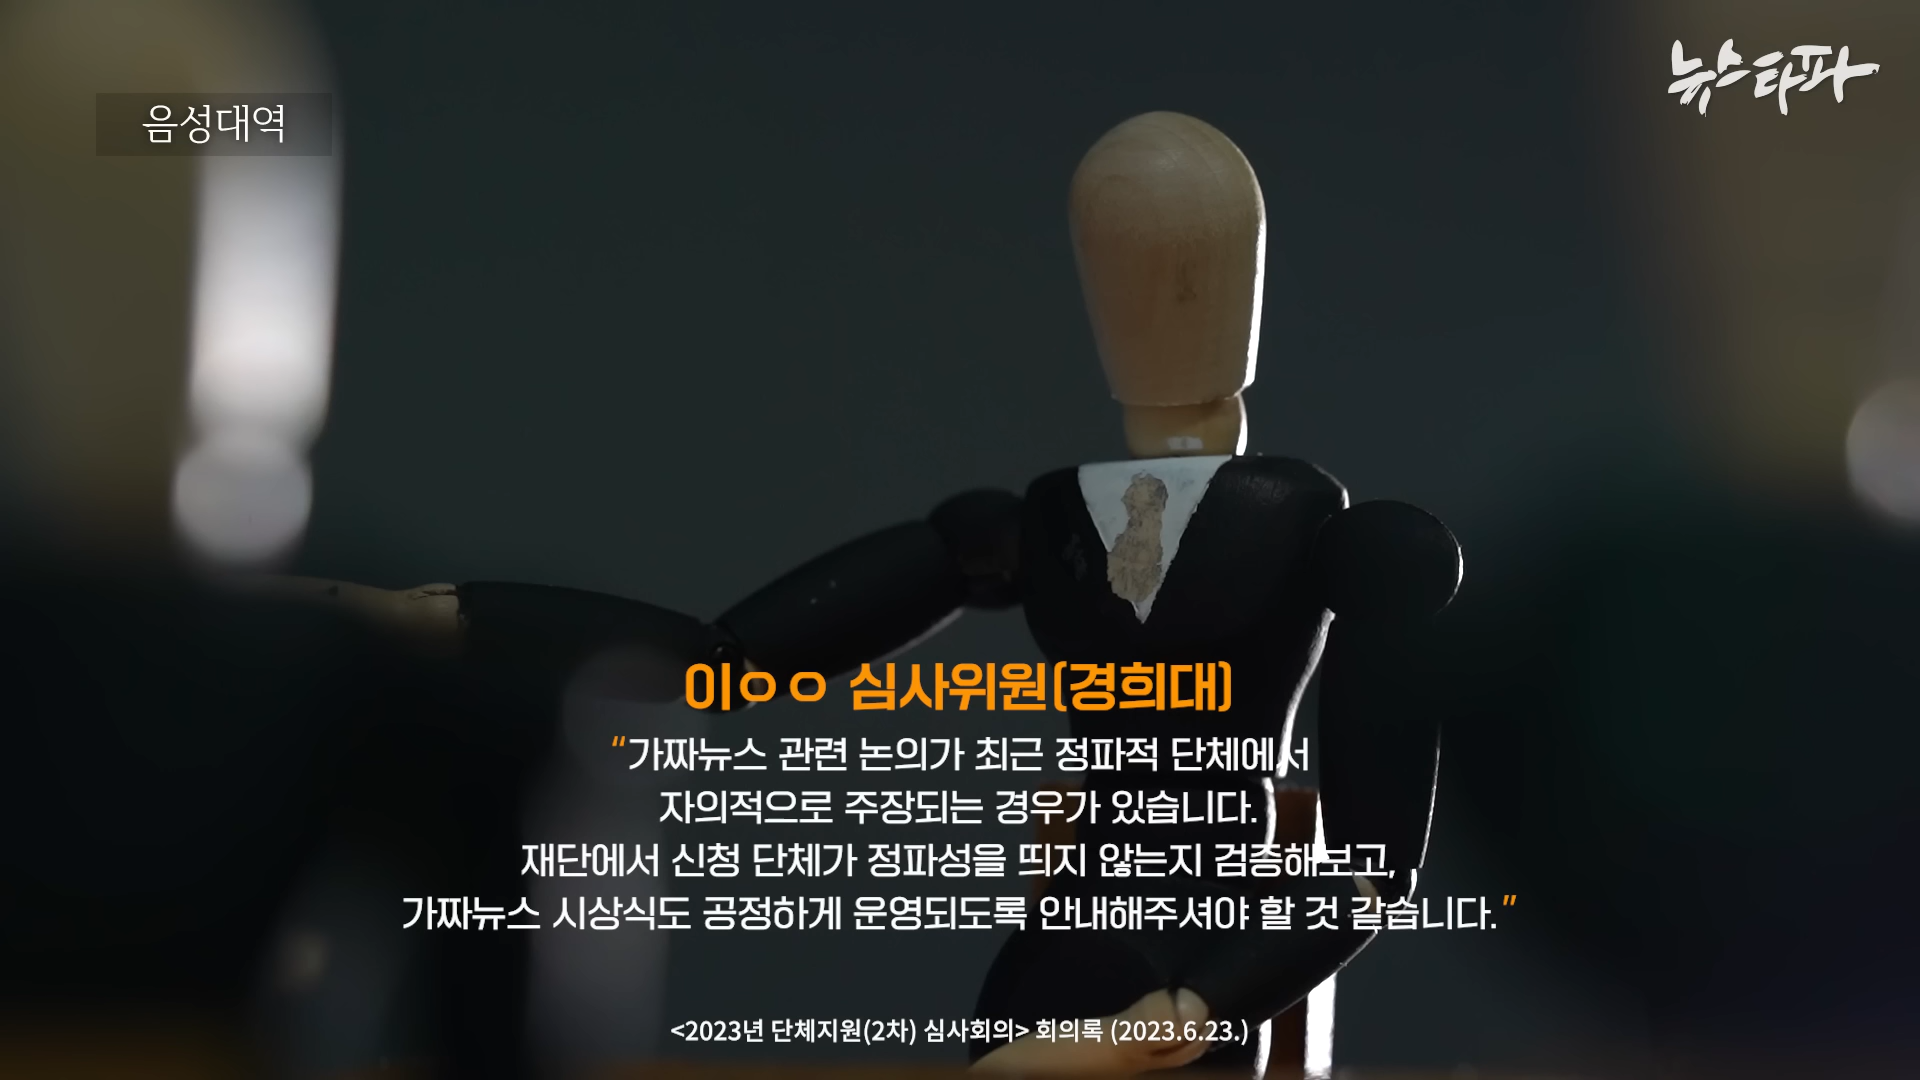 음성대역
뉴스타파
이ㅇㅇ 심사위원(경희대)
“가짜뉴스 관련 논의가 최근 정파적 단체에서
자의적으로 주장되는 경우가 있습니다.
재단에서 신청 단체가 정파성을 띄지 않는지 검증해보고,
가짜뉴스 시상식도 공정하게 운영되도록 안내해주셔야 할 것 같습니다.”
<2023년 단체지원(2차) 심사회의> 회의록 (2023.6.23.)